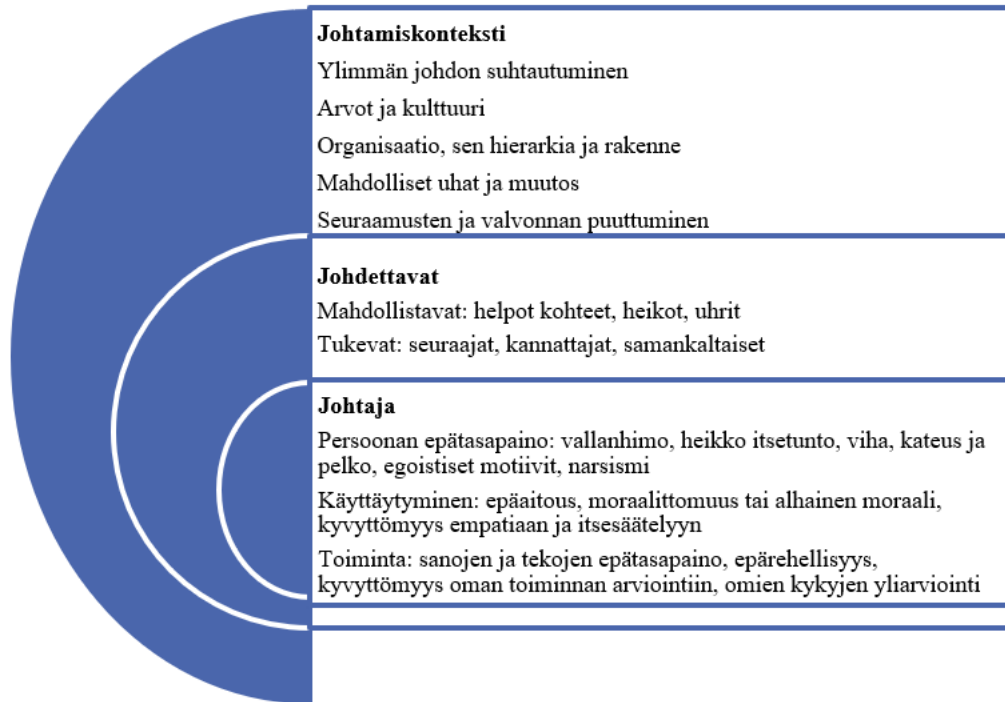 Johtamiskonteksti
Ylimmän johdon suhtautuminen
Arvot ja kulttuuri
Organisaatio, sen hierarkia ja rakenne
Mahdolliset uhat ja muutos
Seuraamusten ja valvonnan puuttuminen
Johdettavat
Mahdollistavat: helpot kohteet, heikot, uhrit
Tukevat: seuraajat, kannattajat, samankaltaiset
Johtaja
Persoonan epätasapaino: vallanhimo, heikko itsetunto, viha, kateus ja
pelko, egoistiset motiivit, narsismi
Käyttäytyminen: epäaitous, moraalittomuus tai alhainen moraali,
kyvyttömyys empatiaan ja itsesäätelyyn
Toiminta: sanojen ja tekojen epätasapaino, epärehellisyys,
kyvyttömyys oman toiminnan arviointiin, omien kykyjen yliarviointi